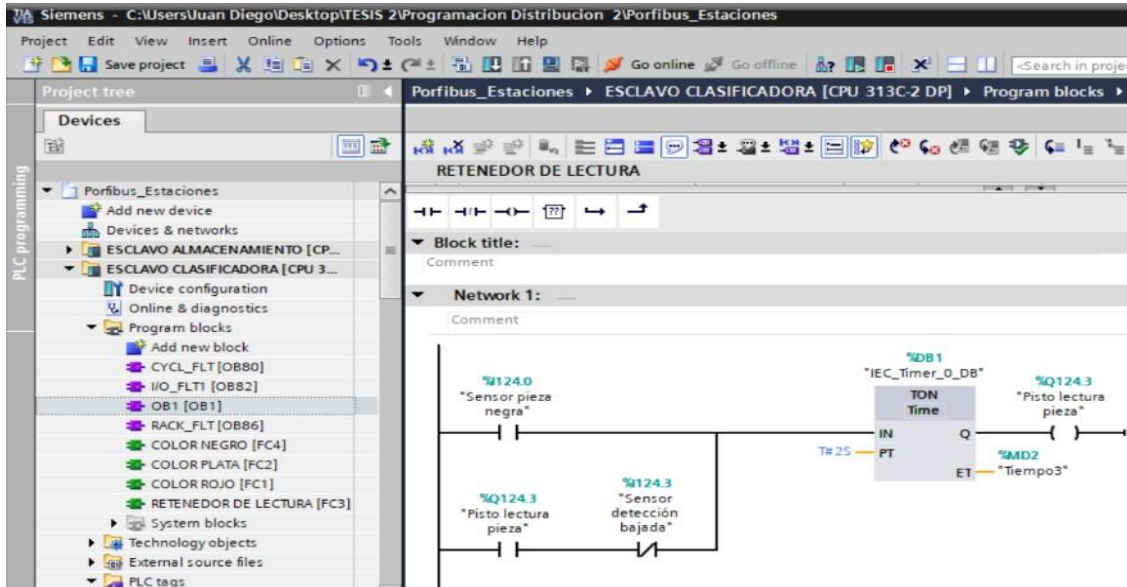 Siemens - C:\Users\Juan Diego\Desktop\TESIS 2\Programacion Distribucion 2\Porfibus_Estaciones
Project Edit View Insert Online Options Tools Window Help
Save project Go online Go offline <Search in proje
Project tree
Porfibus_Estaciones ▸ ESCLAVO CLASIFICADORA [CPU 313C-2 DP] ▸ Program blocks ▸
Devices
PLC programming
RETENEDOR DE LECTURA
Porfibus_Estaciones
Add new device
Devices & networks
ESCLAVO ALMACENAMIENTO [CP...
ESCLAVO CLASIFICADORA [CPU 3...
Device configuration
Online & diagnostics
Program blocks
Add new block
CYCL_FLT [OB80]
I/O_FLT1 [OB82]
OB1 [OB1]
RACK_FLT [OB86]
COLOR NEGRO [FC4]
COLOR PLATA [FC2]
COLOR ROJO [FC1]
RETENEDOR DE LECTURA [FC3]
System blocks
Technology objects
External source files
PLC tags
??
Block title: .....
Comment
Network 1: .....
Comment
%I124.0
"Sensor pieza
negra"
%DB1
"IEC_Timer_0_DB"
TON
Time
IN Q
T#2S PT
ET
%Q124.3
"Pisto lectura
pieza"
%MD2
"Tiempo3"
%Q124.3
"Pisto lectura
pieza"
%I124.3
"Sensor
detección
bajada"